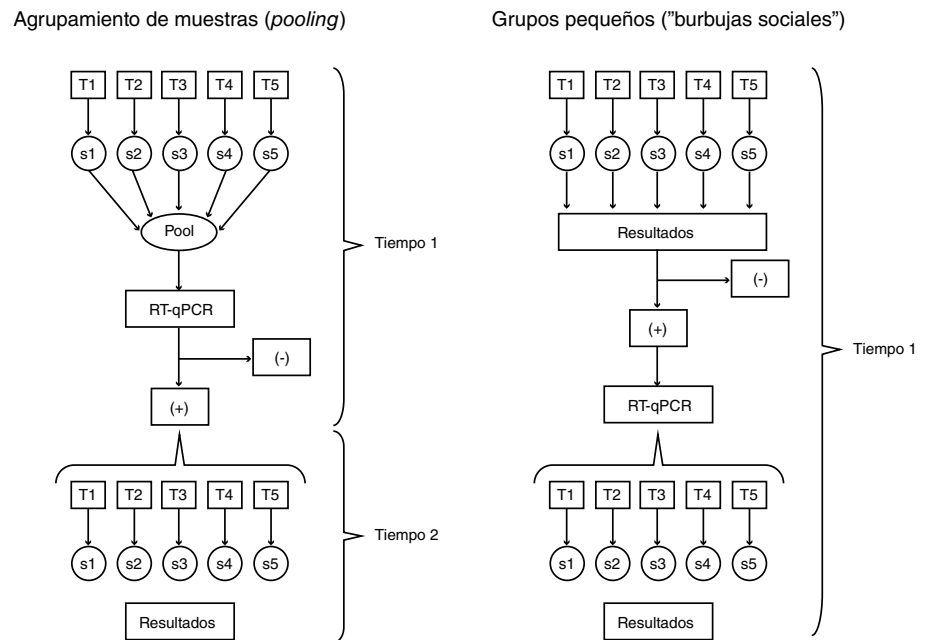 Agrupamiento de muestras (pooling)
T1 T2 T3 T4 T5
s1 s2 s3 s4 s5
Pool
RT-qPCR
(-)
(+)
Tiempo 1
T1 T2 T3 T4 T5
s1 s2 s3 s4 s5
Resultados
Tiempo 2
Grupos pequeños ("burbujas sociales")
T1 T2 T3 T4 T5
s1 s2 s3 s4 s5
Resultados
(-)
(+)
RT-qPCR
T1 T2 T3 T4 T5
s1 s2 s3 s4 s5
Resultados
Tiempo 1